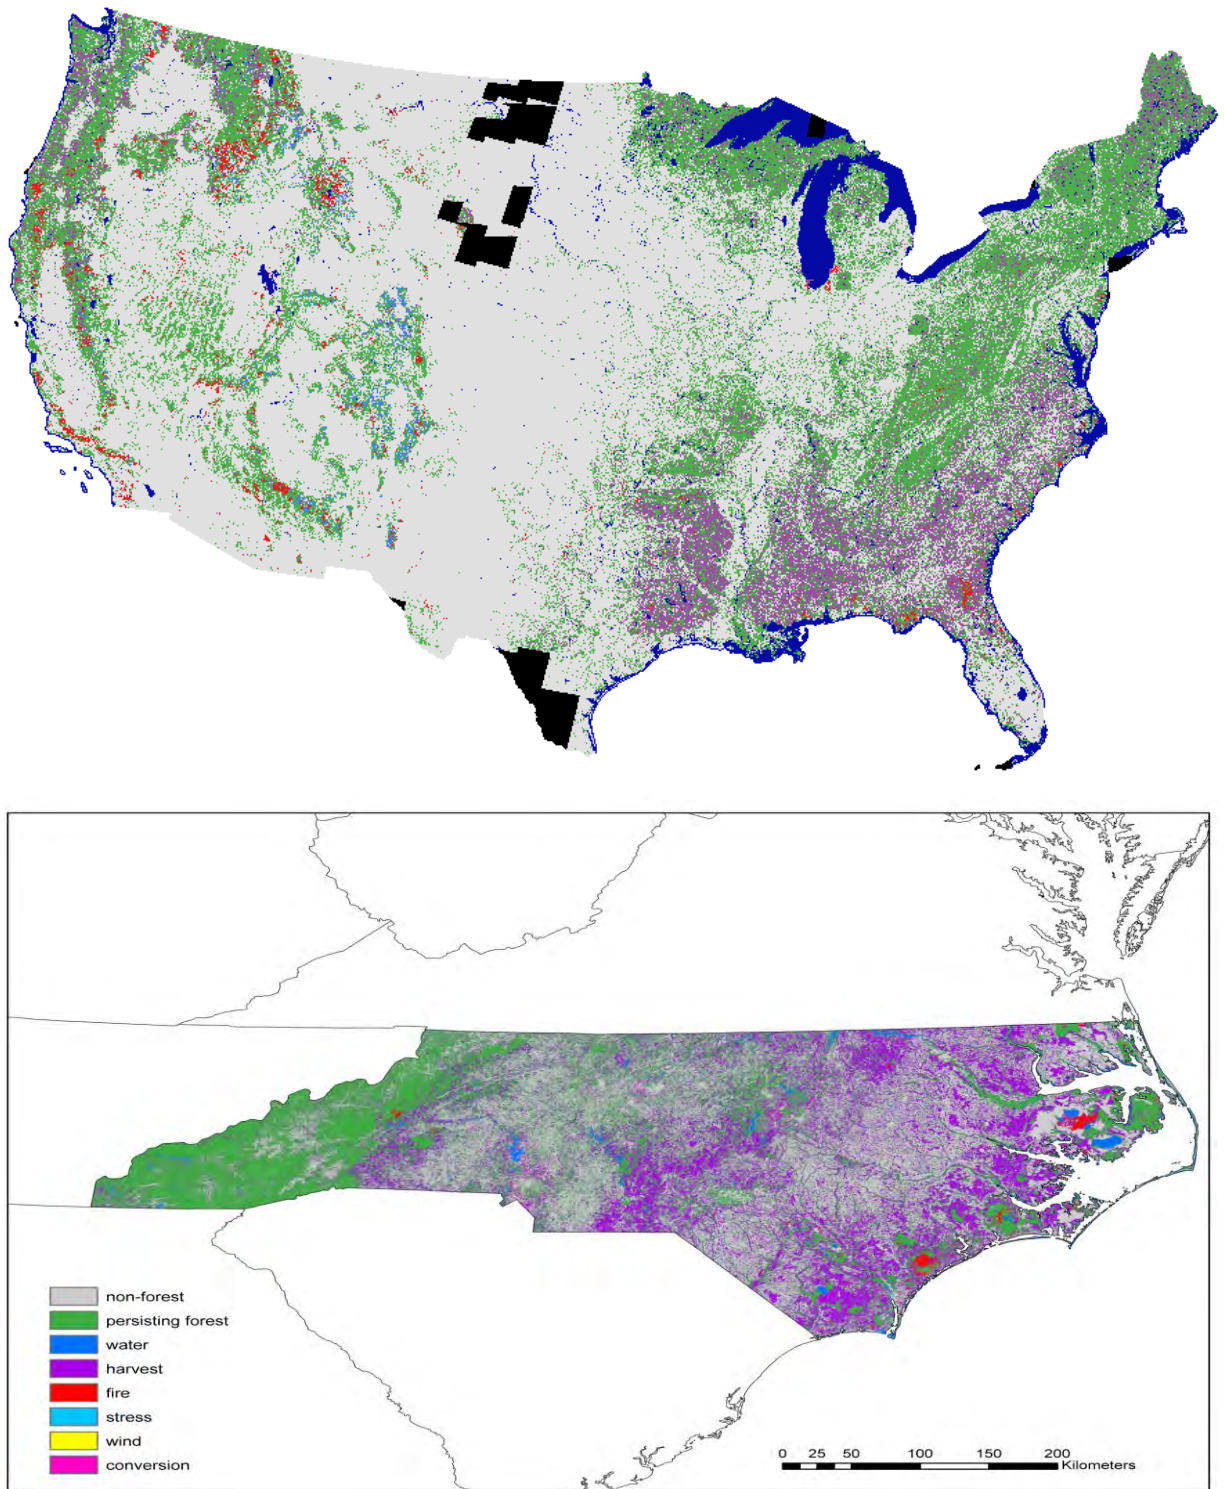 non-forest
persisting forest
water
harvest
fire
stress
wind
conversion
0 25 50 100 150 200
Kilometers